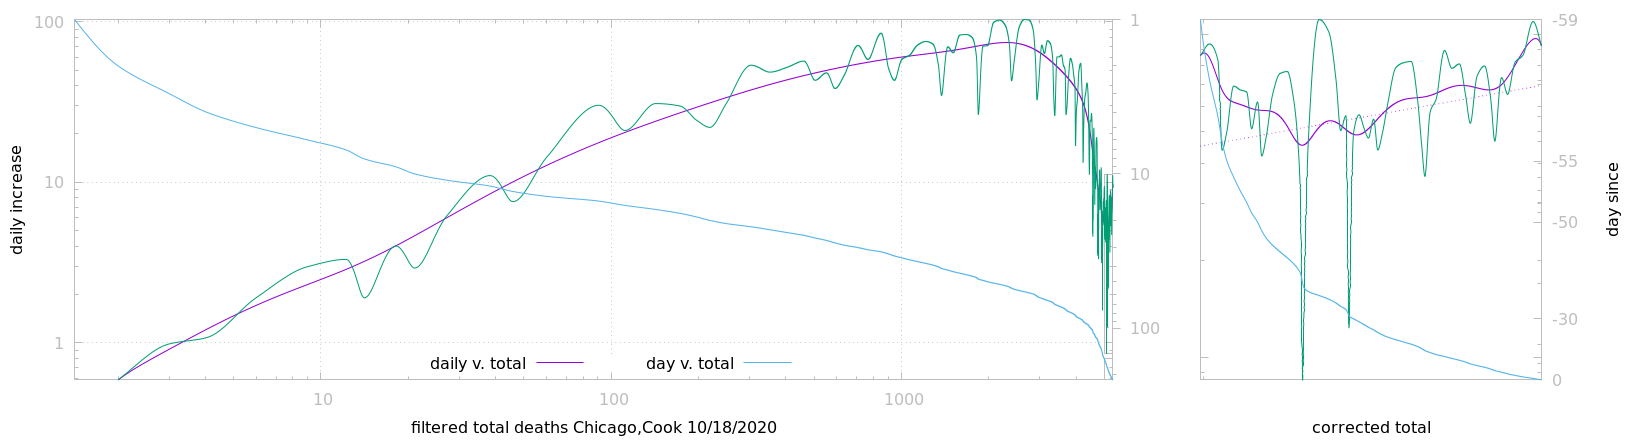 100
10
1
daily increase
daily v. total
day v. total
10
100
1000
filtered total deaths Chicago,Cook 10/18/2020
1
10
100
-59
-55
-50
-30
0
day since
corrected total